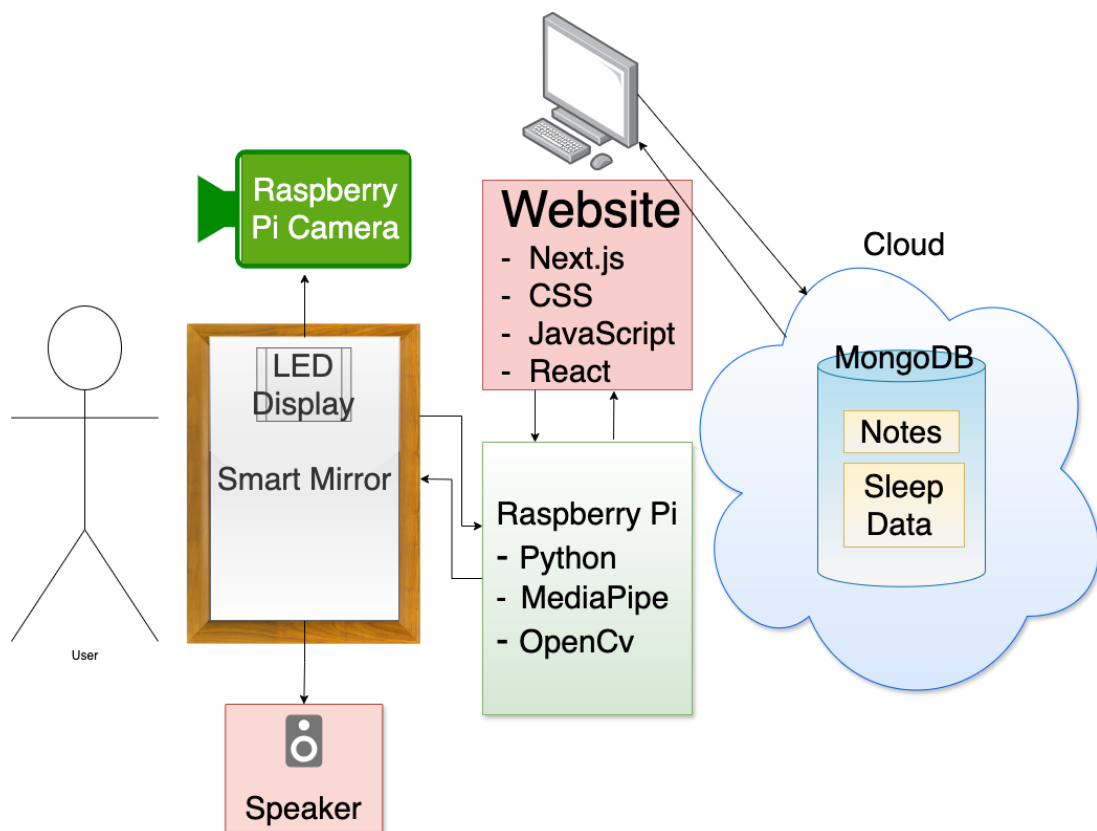 Raspberry
Pi Camera
Website
- Next.js
- CSS
- JavaScript
- React
Cloud
MongoDB
Notes
Sleep
Data
LED
Display
Smart Mirror
Raspberry Pi
- Python
- MediaPipe
- OpenCv
User
Speaker